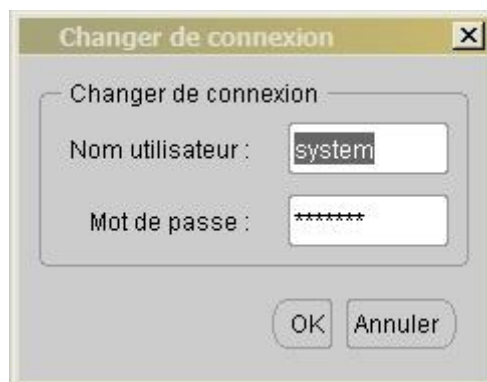 Changer de connexion
Changer de connexion
Nom utilisateur : system
Mot de passe : *******
OK Annuler